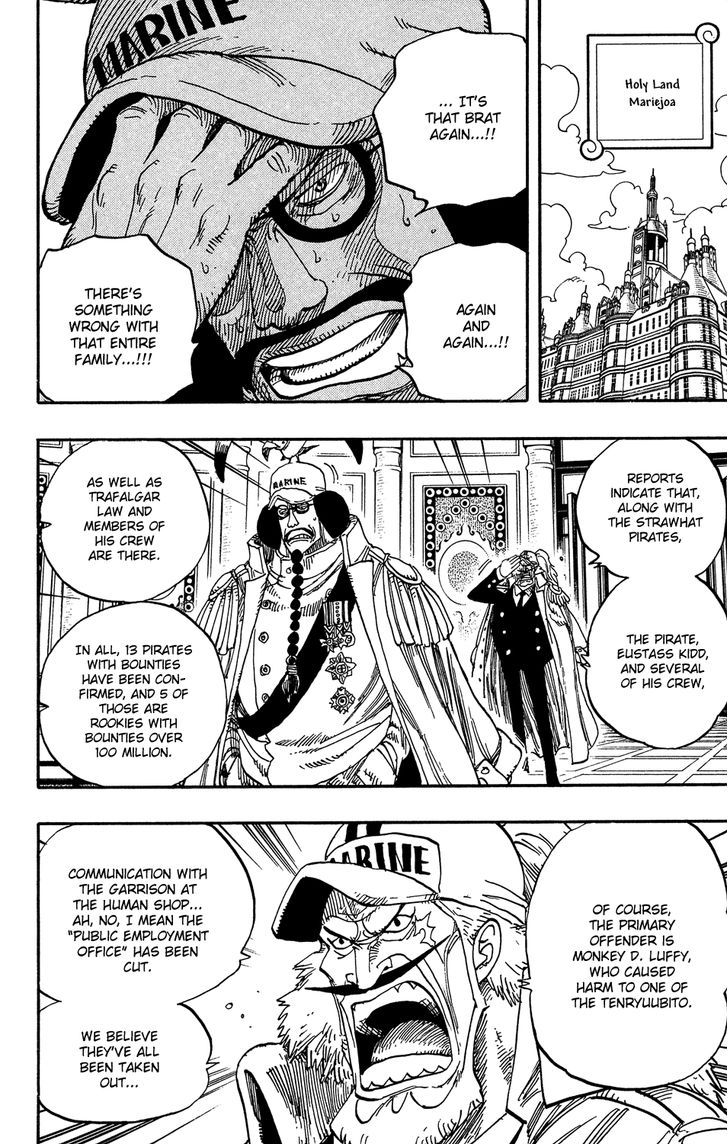 Holy Land
Mariejoa
... IT'S
THAT BRAT
AGAIN...!!
AGAIN
AND
AGAIN...!!
MARINE
THERE'S
SOMETHING
WRONG WITH
THAT ENTIRE
FAMILY...!!!
REPORTS
INDICATE THAT,
ALONG WITH
THE STRAWHAT
PIRATES,
THE PIRATE,
EUSTASS KIDD,
AND SEVERAL
OF HIS CREW,
MARINE
AS WELL AS
TRAFALGAR
LAW AND
MEMBERS OF
HIS CREW
ARE THERE.
IN ALL, 13 PIRATES
WITH BOUNTIES
HAVE BEEN CON-
FIRMED, AND 5 OF
THOSE ARE
ROOKIES WITH
BOUNTIES OVER
100 MILLION.
OF COURSE,
THE PRIMARY
OFFENDER IS
MONKEY D. LUFFY,
WHO CAUSED
HARM TO ONE OF
THE TENRYUUBITO.
MARINE
COMMUNICATION WITH
THE GARRISON AT
THE HUMAN SHOP...
AH, NO, I MEAN THE
"PUBLIC EMPLOYMENT
OFFICE" HAS BEEN
CUT.
WE BELIEVE
THEY'VE ALL
BEEN TAKEN
OUT...